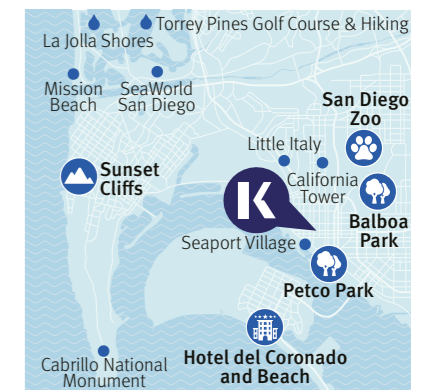 Torrey Pines Golf Course & Hiking
La Jolla Shores
Mission
Beach
SeaWorld
San Diego
San Diego
Zoo
Little Italy
Sunset
Cliffs
California
Tower
K
Balboa
Park
Seaport Village
Petco Park
Hotel del Coronado
and Beach
Cabrillo National
Monument